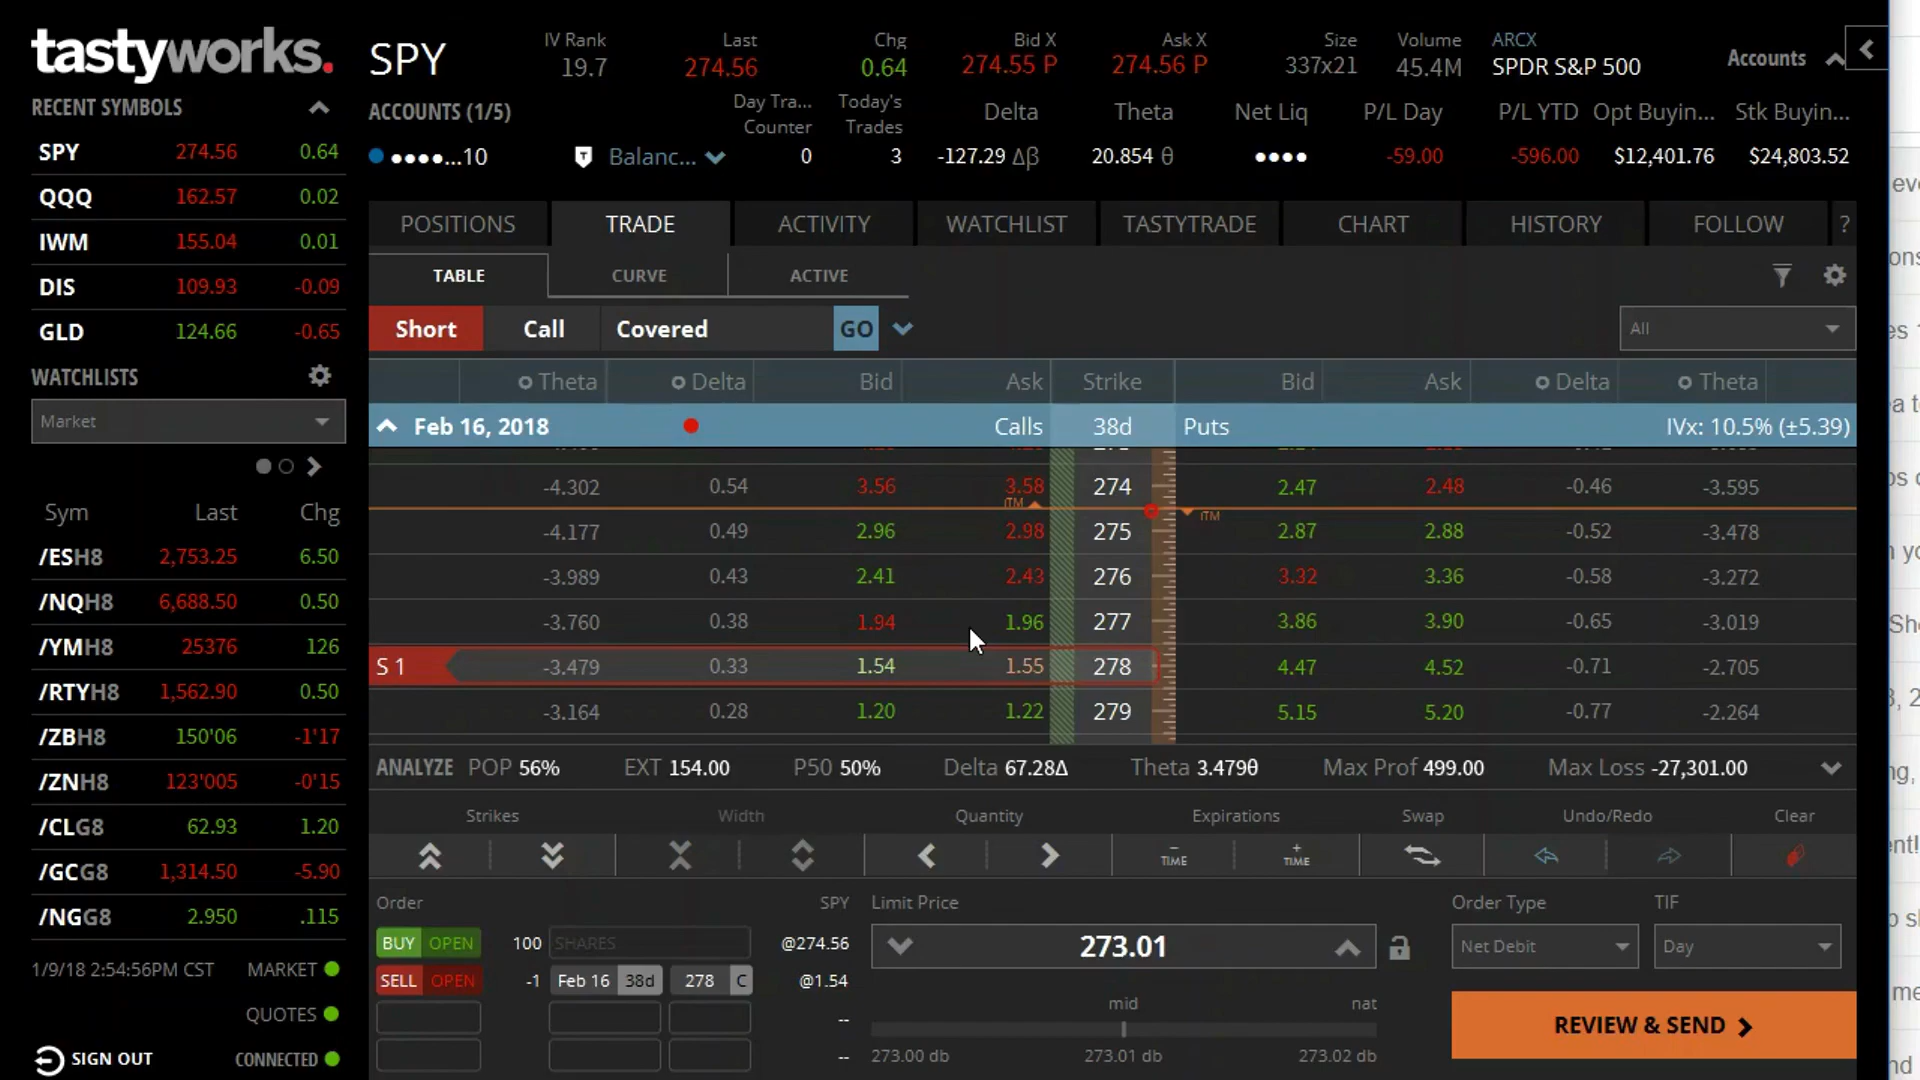 tastyworks.
RECENT SYMBOLS
SPY 274.56 0.64
QQQ 162.57 0.02
IWM 155.04 0.01
DIS 109.93 -0.09
GLD 124.66 -0.65
WATCHLISTS
Market
Sym Last Chg
/ESH8 2,753.25 6.50
/NQH8 6,688.50 0.50
/YMH8 25376 126
/RTYH8 1,562.90 0.50
/ZBH8 150'06 -1'17
/ZNH8 123'005 -0'15
/CLG8 62.93 1.20
/GCG8 1,314.50 -5.90
/NGG8 2.950 .115
1/9/18 2:54:56PM CST MARKET
QUOTES
SIGN OUT CONNECTED
SPY
IV Rank Last Chg Bid X Ask X Size Volume ARCX
19.7 274.56 0.64 274.55 P 274.56 P 337x21 45.4M SPDR S&P 500
Accounts
ACCOUNTS (1/5) Day Tra... Counter Today's Trades Delta Theta Net Liq P/L Day P/L YTD Opt Buyin... Stk Buyin...
●●●●...10 T Balanc... 0 3 -127.29 Δβ 20.854 θ ●●●● -59.00 -596.00 $12,401.76 $24,803.52
POSITIONS TRADE ACTIVITY WATCHLIST TASTYTRADE CHART HISTORY FOLLOW ?
TABLE CURVE ACTIVE
Short Call Covered GO All
Theta Delta Bid Ask Strike Bid Ask Delta Theta
Feb 16, 2018 Calls 38d Puts IVx: 10.5% (±5.39)
-4.302 0.54 3.56 3.58 274 2.47 2.48 -0.46 -3.595
ITM ITM
-4.177 0.49 2.96 2.98 275 2.87 2.88 -0.52 -3.478
-3.989 0.43 2.41 2.43 276 3.32 3.36 -0.58 -3.272
-3.760 0.38 1.94 1.96 277 3.86 3.90 -0.65 -3.019
S 1 -3.479 0.33 1.54 1.55 278 4.47 4.52 -0.71 -2.705
-3.164 0.28 1.20 1.22 279 5.15 5.20 -0.77 -2.264
ANALYZE POP 56% EXT 154.00 P50 50% Delta 67.28Δ Theta 3.479θ Max Prof 499.00 Max Loss -27,301.00
Strikes Width Quantity Expirations Swap Undo/Redo Clear
- TIME + TIME
Order SPY Limit Price Order Type TIF
BUY OPEN 100 SHARES @274.56 273.01 Net Debit Day
SELL OPEN -1 Feb 16 38d 278 C @1.54
-- mid nat
-- 273.00 db 273.01 db 273.02 db
REVIEW & SEND